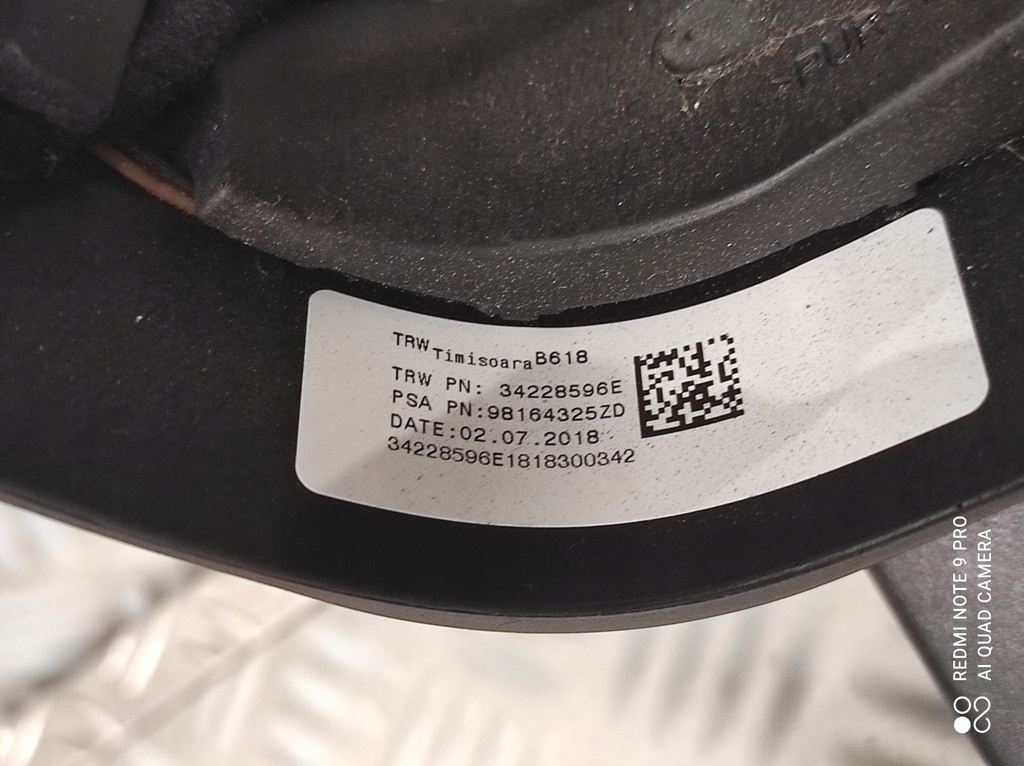 >PUR
TRW Timisoara B618
TRW PN: 34228596E
PSA PN:98164325ZD
DATE:02.07.2018
34228596E1818300342
REDMI NOTE 9 PRO
AI QUAD CAMERA